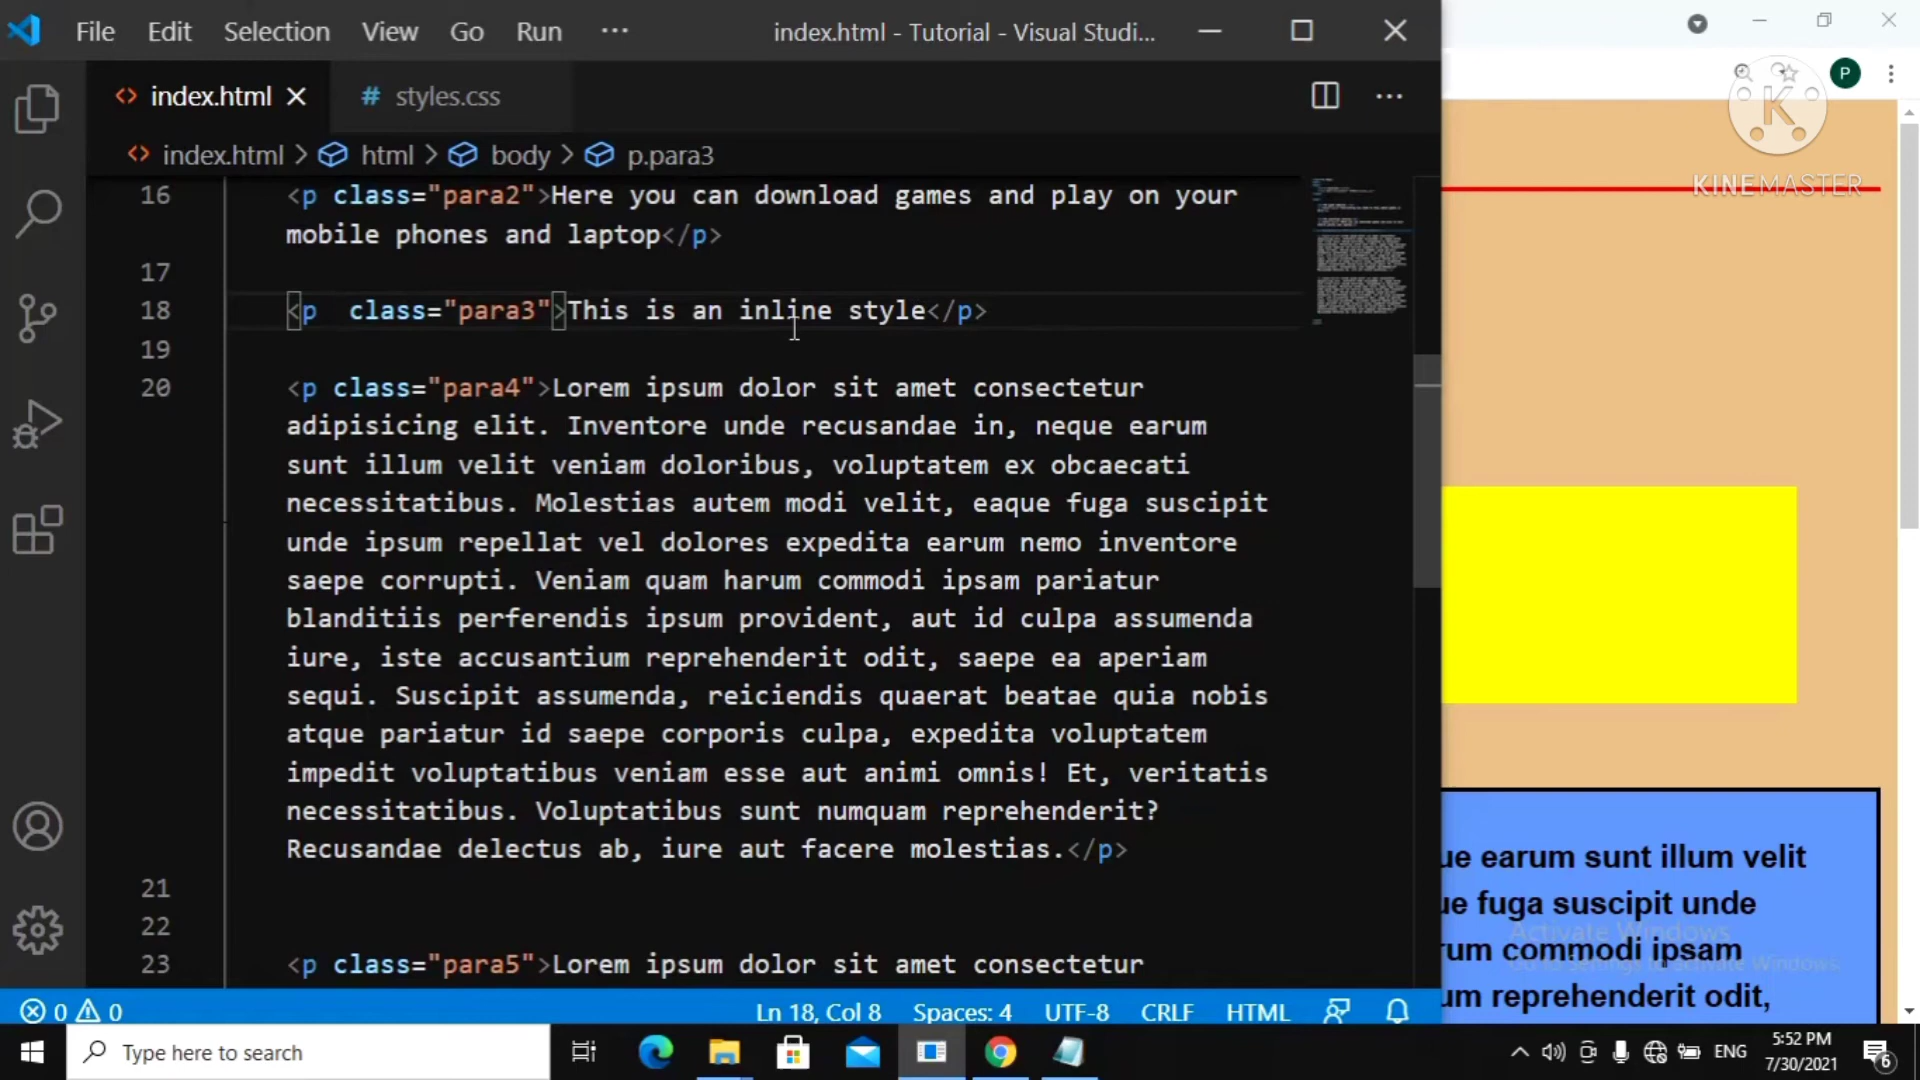 File Edit Selection View Go Run ··· index.html - Tutorial - Visual Studi...
index.html # styles.css ···
P
index.html > html > body > p.para3
KINEMASTER
16 <p class="para2">Here you can download games and play on your
mobile phones and laptop</p>
17
18 <p  class="para3">This is an inline style</p>
19
20 <p class="para4">Lorem ipsum dolor sit amet consectetur
adipisicing elit. Inventore unde recusandae in, neque earum
sunt illum velit veniam doloribus, voluptatem ex obcaecati
necessitatibus. Molestias autem modi velit, eaque fuga suscipit
unde ipsum repellat vel dolores expedita earum nemo inventore
saepe corrupti. Veniam quam harum commodi ipsam pariatur
blanditiis perferendis ipsum provident, aut id culpa assumenda
iure, iste accusantium reprehenderit odit, saepe ea aperiam
sequi. Suscipit assumenda, reiciendis quaerat beatae quia nobis
atque pariatur id saepe corporis culpa, expedita voluptatem
impedit voluptatibus veniam esse aut animi omnis! Et, veritatis
necessitatibus. Voluptatibus sunt numquam reprehenderit?
Recusandae delectus ab, iure aut facere molestias.</p>
21
22
23 <p class="para5">Lorem ipsum dolor sit amet consectetur
ue earum sunt illum velit
ue fuga suscipit unde
Activate Windows
rum commodi ipsam
Go to Settings to activate Windows.
um reprehenderit odit,
0 0 Ln 18, Col 8 Spaces: 4 UTF-8 CRLF HTML
Type here to search
ENG
5:52 PM
7/30/2021
6